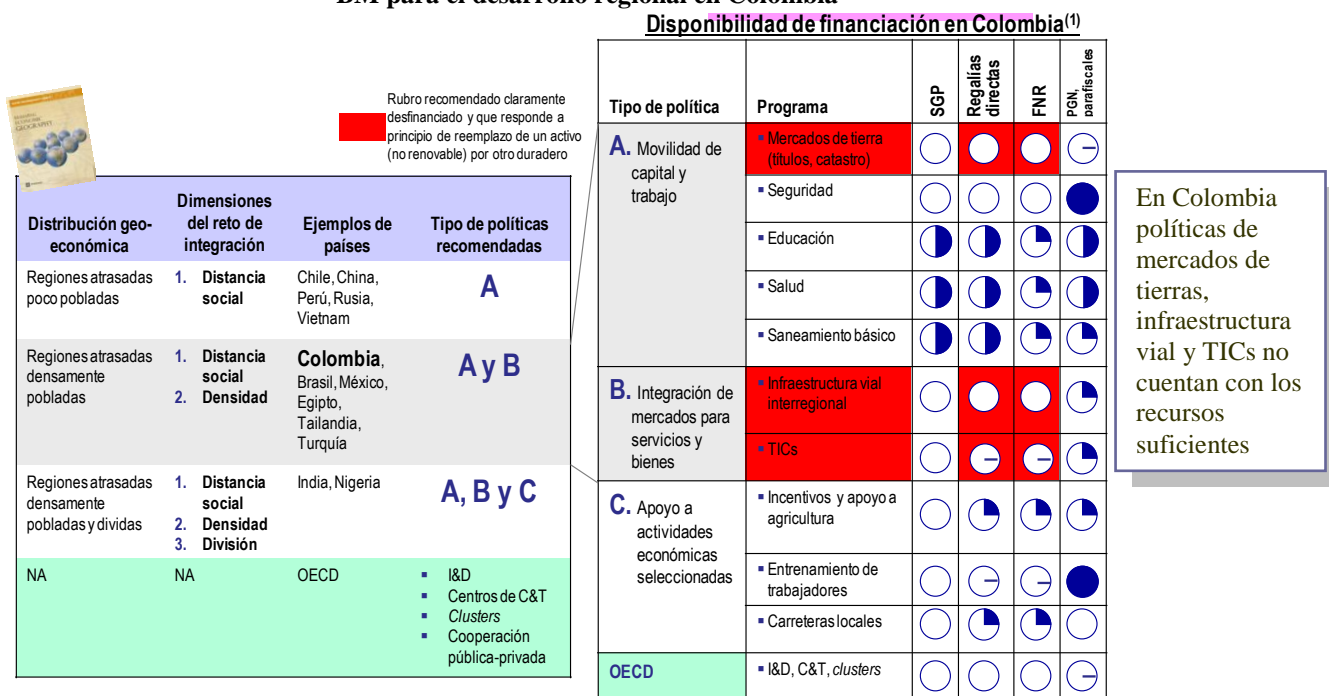 BM para el desarrollo regional en Colombia
Disponibilidad de financiación en Colombia(1)
Rubro recomendado claramente
desfinanciado y que responde a
principio de reemplazo de un activo
(no renovable) por otro duradero
GEOGRAPHY
Distribución geo-
económica
Dimensiones
del reto de
integración
Ejemplos de
países
Tipo de políticas
recomendadas
Regiones atrasadas
poco pobladas
1. Distancia
social
Chile, China,
Perú, Rusia,
Vietnam
A
Regiones atrasadas
densamente
pobladas
1. Distancia
social
2. Densidad
Colombia,
Brasil, México,
Egipto,
Tailandia,
Turquía
A y B
Regiones atrasadas
densamente
pobladas y dividas
1. Distancia
social
2. Densidad
3. División
India, Nigeria
A, B y C
NA
NA
OECD
▪ I&D
▪ Centros de C&T
▪ Clusters
▪ Cooperación
pública-privada
Tipo de política
Programa
SGP
Regalías
directas
FNR
PGN,
parafiscales
A. Movilidad de
capital y
trabajo
▪ Mercados de tierra
(títulos, catastro)
▪ Seguridad
▪ Educación
▪ Salud
▪ Saneamiento básico
B. Integración de
mercados para
servicios y
bienes
▪ Infraestructura vial
interregional
▪ TICs
C. Apoyo a
actividades
económicas
seleccionadas
▪ Incentivos y apoyo a
agricultura
▪ Entrenamiento de
trabajadores
▪ Carreteras locales
OECD
▪ I&D, C&T, clusters
En Colombia
políticas de
mercados de
tierras,
infraestructura
vial y TICs no
cuentan con los
recursos
suficientes